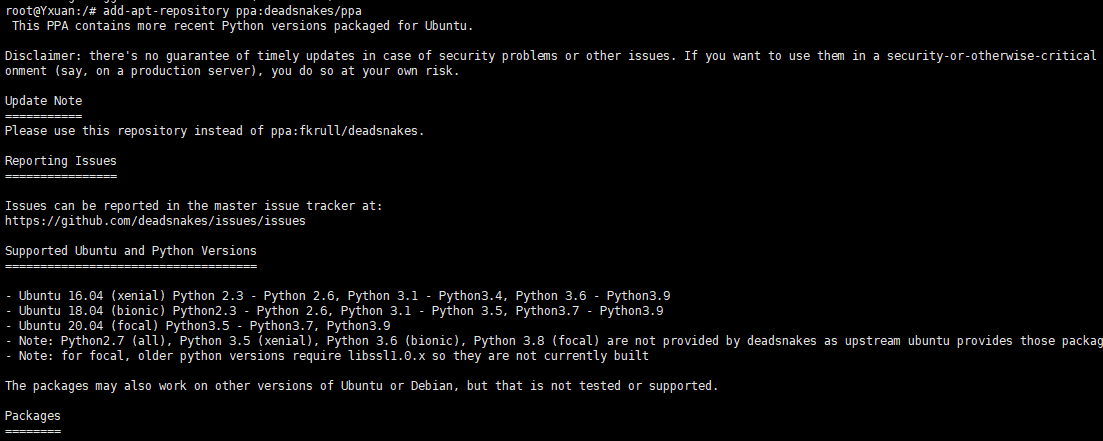 root@Yxuan:/# add-apt-repository ppa:deadsnakes/ppa
This PPA contains more recent Python versions packaged for Ubuntu.
Disclaimer: there's no guarantee of timely updates in case of security problems or other issues. If you want to use them in a security-or-otherwise-critical
onment (say, on a production server), you do so at your own risk.
Update Note
===========
Please use this repository instead of ppa:fkrull/deadsnakes.
Reporting Issues
================
Issues can be reported in the master issue tracker at:
https://github.com/deadsnakes/issues/issues
Supported Ubuntu and Python Versions
====================================
- Ubuntu 16.04 (xenial) Python 2.3 - Python 2.6, Python 3.1 - Python3.4, Python 3.6 - Python3.9
- Ubuntu 18.04 (bionic) Python2.3 - Python 2.6, Python 3.1 - Python 3.5, Python3.7 - Python3.9
- Ubuntu 20.04 (focal) Python3.5 - Python3.7, Python3.9
- Note: Python2.7 (all), Python 3.5 (xenial), Python 3.6 (bionic), Python 3.8 (focal) are not provided by deadsnakes as upstream ubuntu provides those packag
- Note: for focal, older python versions require libssl1.0.x so they are not currently built
The packages may also work on other versions of Ubuntu or Debian, but that is not tested or supported.
Packages
========